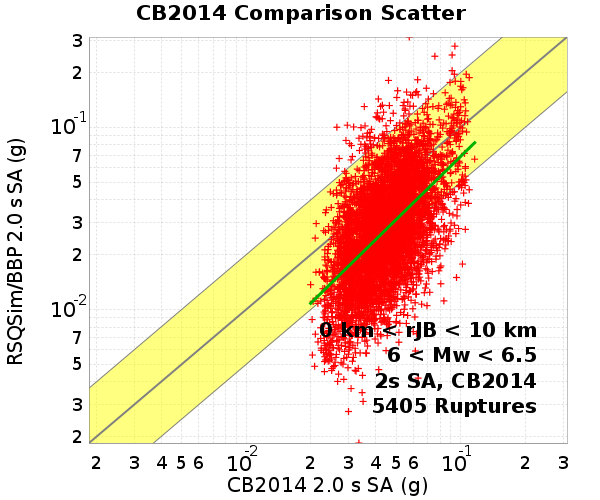 CB2014 Comparison Scatter
RSQSim/BBP 2.0 s SA (g)
3
2
10-1
7
5
3
2
10-2
7
5
3
2
0 km < rJB < 10 km
6 < Mw < 6.5
2s SA, CB2014
5405 Ruptures
2 3 4 5 6 10-2 2 3 4 5 6 10-1 2 3
CB2014 2.0 s SA (g)